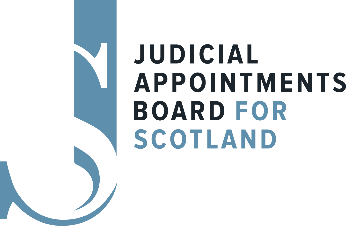 JUDICIAL
APPOINTMENTS
BOARD FOR
SCOTLAND